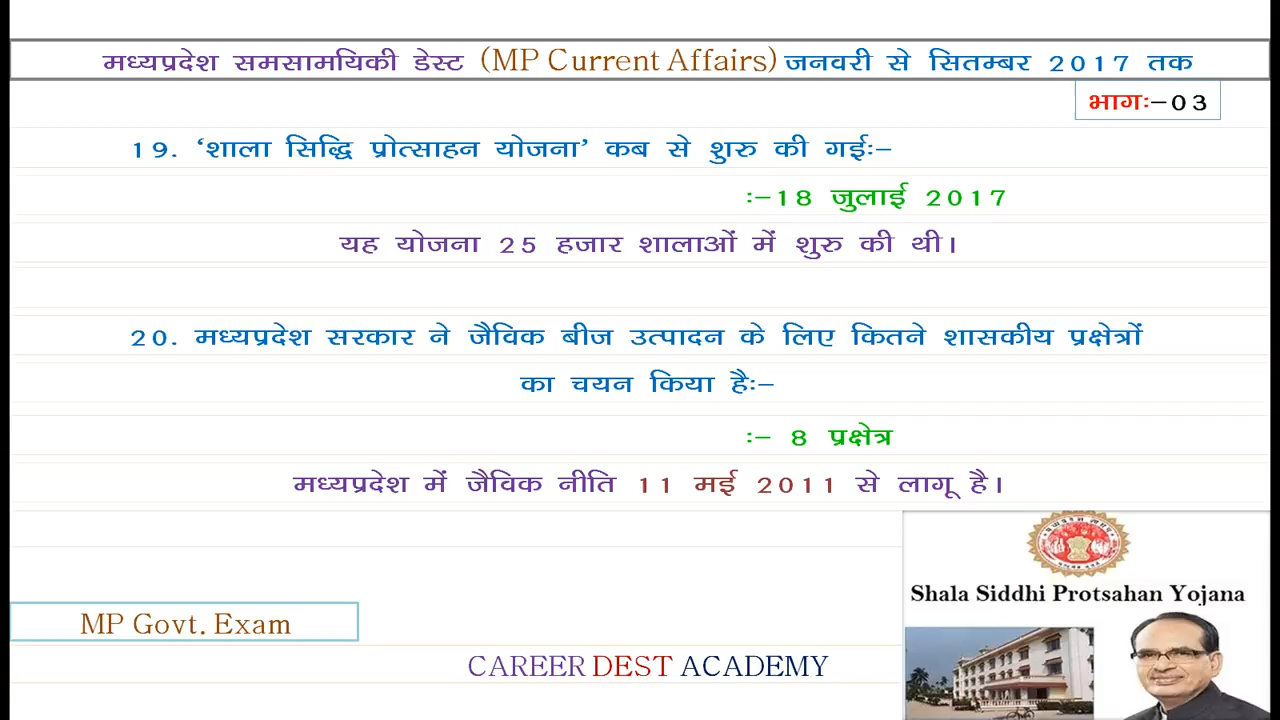 मध्यप्रदेश समसामयिकी डेस्ट (MP Current Affairs) जनवरी से सितम्बर 2017 तक
भागः–03
19. ‘शाला सिद्धि प्रोत्साहन योजना’ कब से शुरु की गईः–
ः–18 जुलाई 2017
यह योजना 25 हजार शालाओं में शुरु की थी।
20. मध्यप्रदेश सरकार ने जैविक बीज उत्पादन के लिए कितने शासकीय प्रक्षेत्रों
का चयन किया हैः–
ः– 8 प्रक्षेत्र
मध्यप्रदेश में जैविक नीति 11 मई 2011 से लागू है।
Shala Siddhi Protsahan Yojana
MP Govt. Exam
CAREER DEST ACADEMY